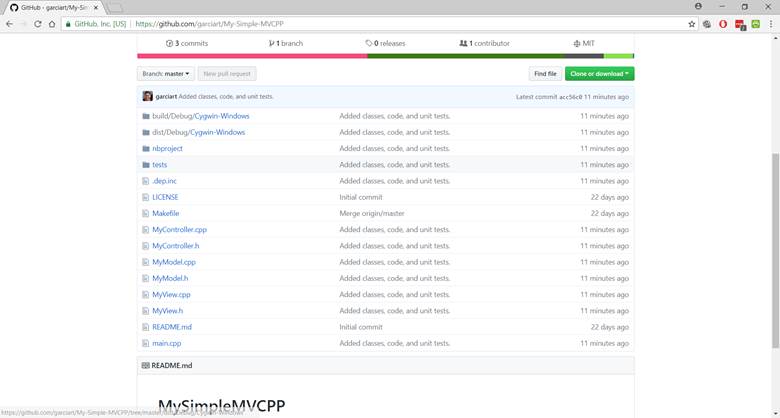 GitHub - garciart/My-Sim
GitHub, Inc. [US] https://github.com/garciart/My-Simple-MVCPP
3 commits 1 branch 0 releases 1 contributor MIT
Branch: master New pull request Find file Clone or download
garciart Added classes, code, and unit tests. Latest commit acc56c0 11 minutes ago
build/Debug/Cygwin-Windows Added classes, code, and unit tests. 11 minutes ago
dist/Debug/Cygwin-Windows Added classes, code, and unit tests. 11 minutes ago
nbproject Added classes, code, and unit tests. 11 minutes ago
tests Added classes, code, and unit tests. 11 minutes ago
.dep.inc Added classes, code, and unit tests. 11 minutes ago
LICENSE Initial commit 22 days ago
Makefile Merge origin/master 22 days ago
MyController.cpp Added classes, code, and unit tests. 11 minutes ago
MyController.h Added classes, code, and unit tests. 11 minutes ago
MyModel.cpp Added classes, code, and unit tests. 11 minutes ago
MyModel.h Added classes, code, and unit tests. 11 minutes ago
MyView.cpp Added classes, code, and unit tests. 11 minutes ago
MyView.h Added classes, code, and unit tests. 11 minutes ago
README.md Initial commit 22 days ago
main.cpp Added classes, code, and unit tests. 11 minutes ago
README.md
MySimpleMVCPP
https://github.com/garciart/My-Simple-MVCPP/tree/master/dist/Debug/Cygwin-Windows